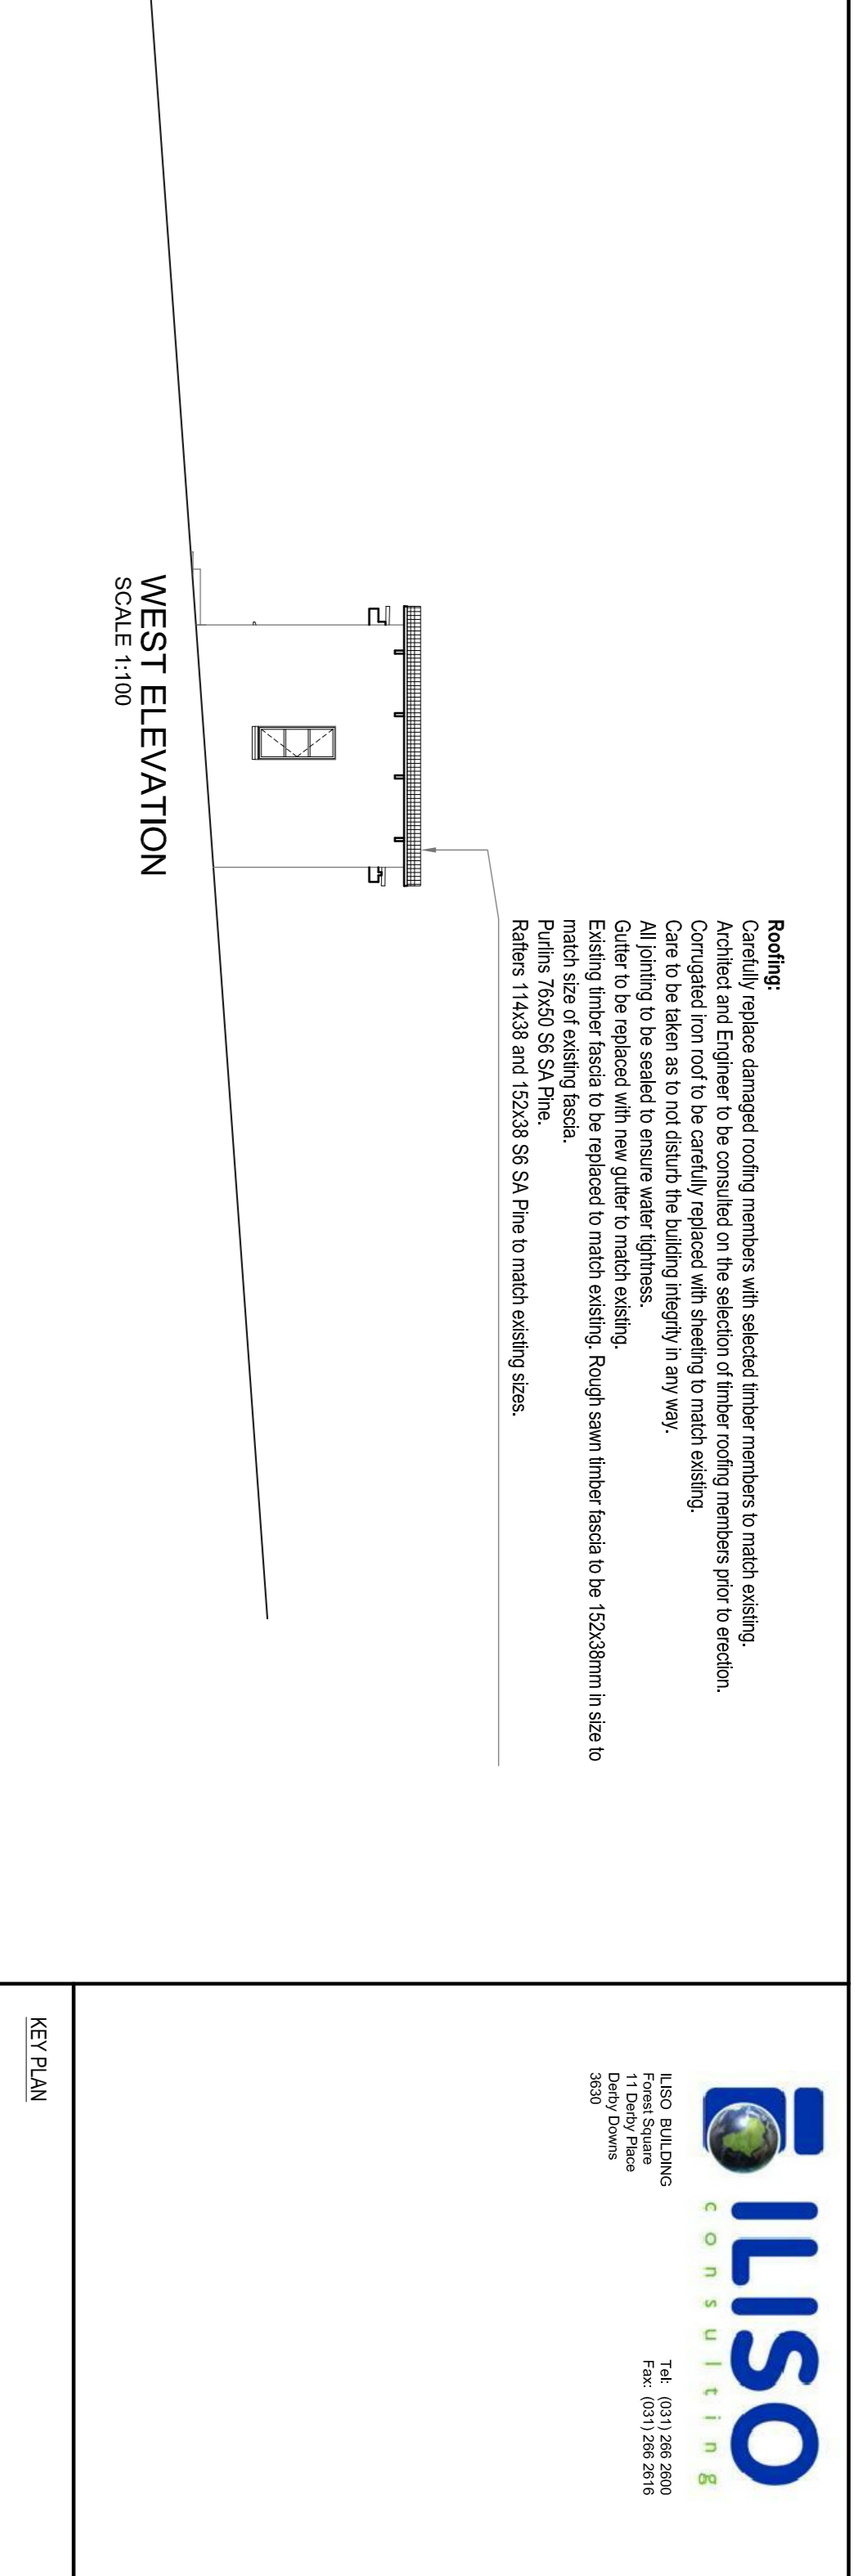 Roofing:
Carefully replace damaged roofing members with selected timber members to match existing.
Architect and Engineer to be consulted on the selection of timber roofing members prior to erection.
Corrugated iron roof to be carefully replaced with sheeting to match existing.
Care to be taken as to not disturb the building integrity in any way.
All jointing to be sealed to ensure water tightness.
Gutter to be replaced with new gutter to match existing.
Existing timber fascia to be replaced to match existing. Rough sawn timber fascia to be 152x38mm in size to
match size of existing fascia.
Purlins 76x50 S6 SA Pine.
Rafters 114x38 and 152x38 S6 SA Pine to match existing sizes.
WEST ELEVATION
SCALE 1:100
ILISO
consulting
ILISO BUILDING
Forest Square
11 Derby Place
Derby Downs
3630
Tel: (031) 266 2600
Fax: (031) 266 2616
KEY PLAN